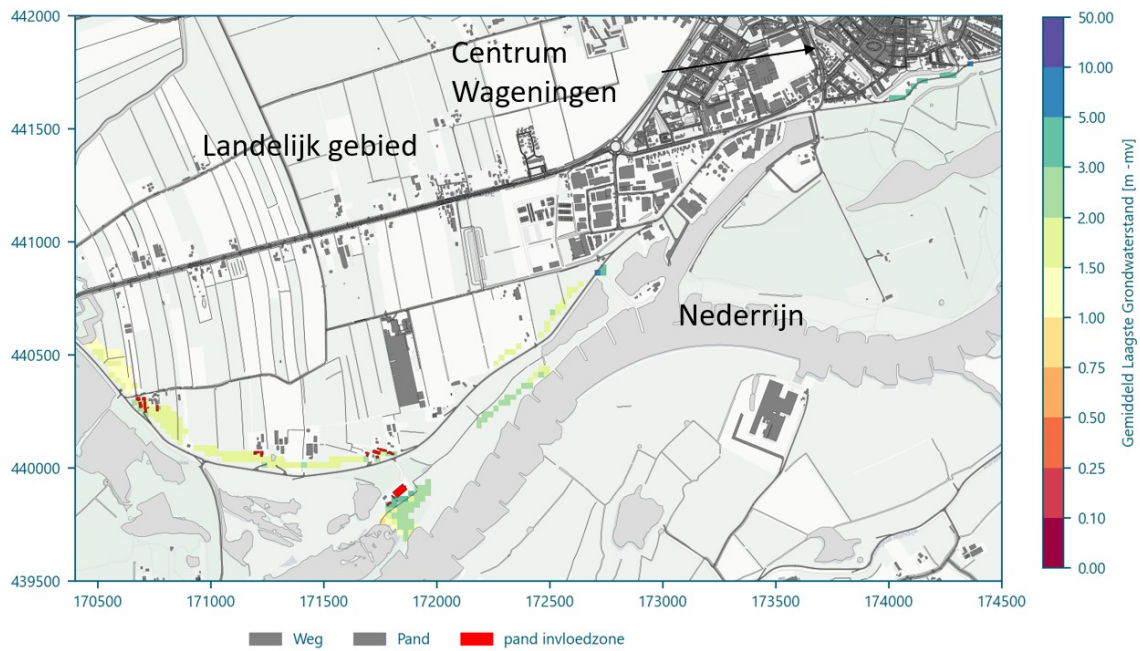 442000
441500
441000
440500
440000
439500
Centrum
Wageningen
Landelijk gebied
Nederrijn
170500 171000 171500 172000 172500 173000 173500 174000 174500
50.00
10.00
5.00
3.00
2.00
1.50
1.00
0.75
0.50
0.25
0.10
0.00
Gemiddeld Laagste Grondwaterstand [m -mv]
Weg Pand pand invloedzone